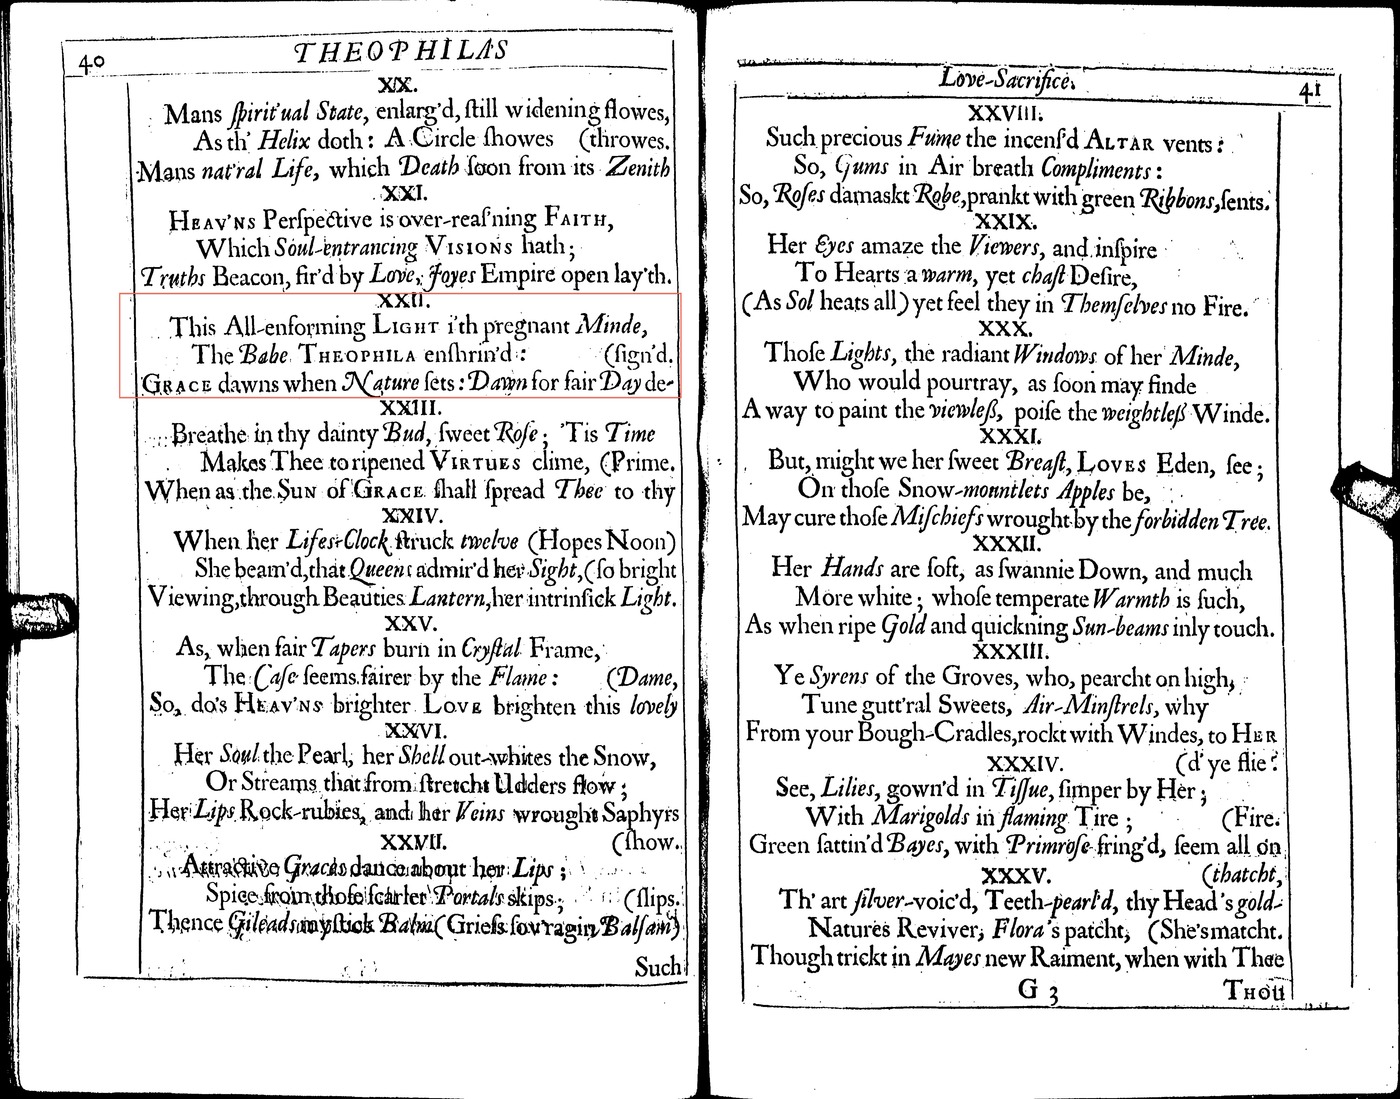 40
THEOPHILAS
XX.
Mans ſpirit'ual State, enlarg'd, ſtill widening flowes,
As th' Helix doth: A Circle ſhowes (throwes.
Mans nat'ral Life, which Death ſoon from its Zenith
XXI.
HEAV'NS Perſpective is over-reaſ'ning FAITH,
Which Soul-entrancing VISIONS hath;
Truths Beacon, fir'd by Love, Joyes Empire open lay'th.
XXII.
This All-enforming LIGHT i'th pregnant Minde,
The Babe THEOPHILA enſhrin'd: (ſign'd.
GRACE dawns when Nature ſets: Dawn for fair Day de-
XXIII.
Breathe in thy dainty Bud, ſweet Roſe; 'Tis Time
Makes Thee to ripened VIRTUES clime, (Prime.
When as the SUN of GRACE ſhall ſpread Thee to thy
XXIV.
When her Lifes-Clock ſtruck twelve (Hopes Noon)
She beam'd, that Queens admir'd her Sight, (ſo bright
Viewing, through Beauties Lantern, her intrinſick Light.
XXV.
As, when fair Tapers burn in Cryſtal Frame,
The Caſe ſeems fairer by the Flame: (Dame,
So, do's HEAV'NS brighter LOVE brighten this lovely
XXVI.
Her Soul the Pearl, her Shell out-whites the Snow,
Or Streams that from ſtretcht Udders flow;
Her Lips Rock-rubies, and her Veins wrought Saphyrs
XXVII. (ſhow.
Attractive Graces dance about her Lips;
Spice from thoſe ſcarlet Portals skips; (ſlips.
Thence Gileads myſtick Balm (Griefs ſov'ragin Balſam)
Such
Love-Sacrifice.
41
XXVIII.
Such precious Fume the incenſ'd ALTAR vents:
So, Gums in Air breath Compliments:
So, Roſes damaskt Robe, prankt with green Ribbons, ſents.
XXIX.
Her Eyes amaze the Viewers, and inſpire
To Hearts a warm, yet chaſt Deſire,
(As Sol heats all) yet feel they in Themſelves no Fire.
XXX.
Thoſe Lights, the radiant Windows of her Minde,
Who would pourtray, as ſoon may finde
A way to paint the viewleß, poiſe the weightleß Winde.
XXXI.
But, might we her ſweet Breaſt, LOVES Eden, ſee;
On thoſe Snow-mountlets Apples be,
May cure thoſe Miſchiefs wrought by the forbidden Tree.
XXXII.
Her Hands are ſoft, as ſwannie Down, and much
More white; whoſe temperate Warmth is ſuch,
As when ripe Gold and quickning Sun-beams inly touch.
XXXIII.
Ye Syrens of the Groves, who, pearcht on high,
Tune gutt'ral Sweets, Air-Minſtrels, why
From your Bough-Cradles, rockt with Windes, to HER
XXXIV. (d'ye flie?
See, Lilies, gown'd in Tiſſue, ſimper by Her;
With Marigolds in flaming Tire; (Fire.
Green ſattin'd Bayes, with Primroſe fring'd, ſeem all on
XXXV. (thatcht,
Th' art ſilver-voic'd, Teeth-pearl'd, thy Head's gold-
Natures Reviver, Flora's patcht, (She's matcht.
Though trickt in Mayes new Raiment, when with Thee
G 3 THOU